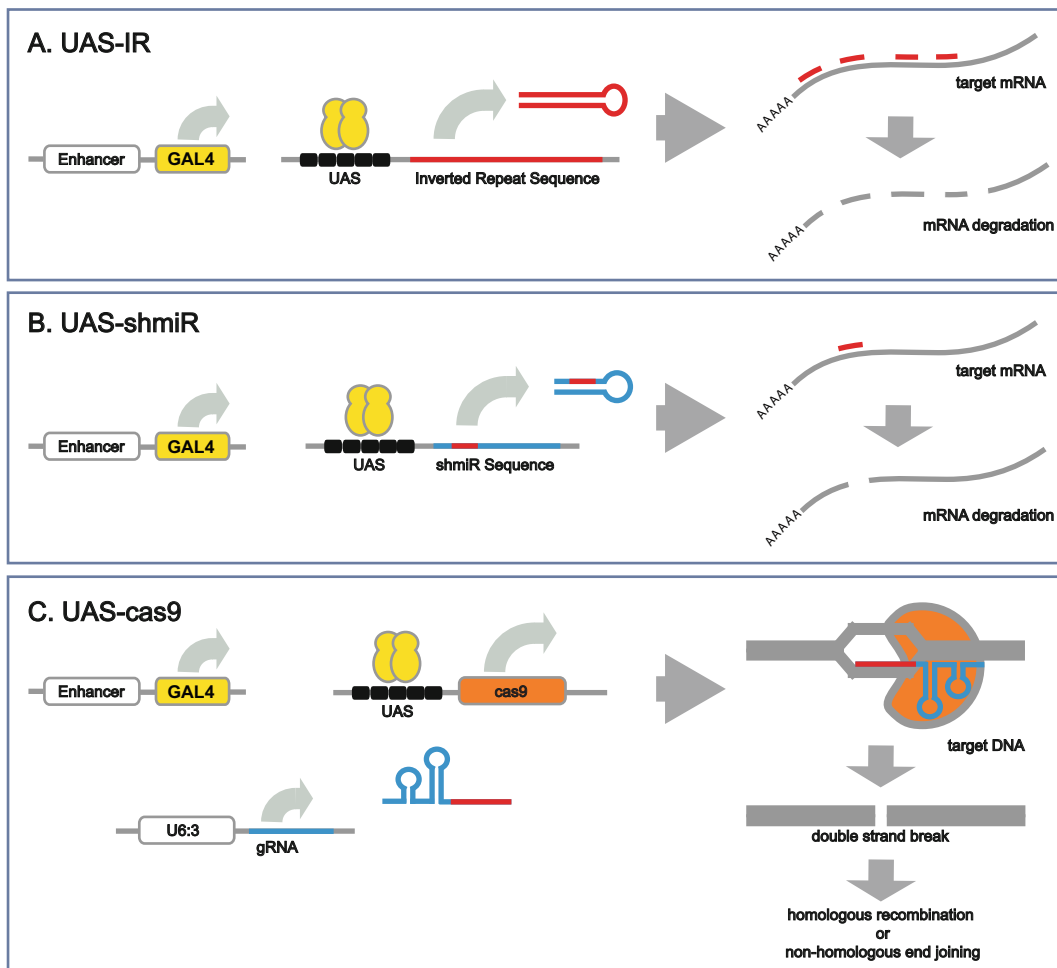 A. UAS-IR
Enhancer
GAL4
UAS
Inverted Repeat Sequence
AAAAA
target mRNA
AAAAA
mRNA degradation
B. UAS-shmiR
Enhancer
GAL4
UAS
shmiR Sequence
AAAAA
target mRNA
AAAAA
mRNA degradation
C. UAS-cas9
Enhancer
GAL4
UAS
cas9
U6:3
gRNA
target DNA
double strand break
homologous recombination
or
non-homologous end joining